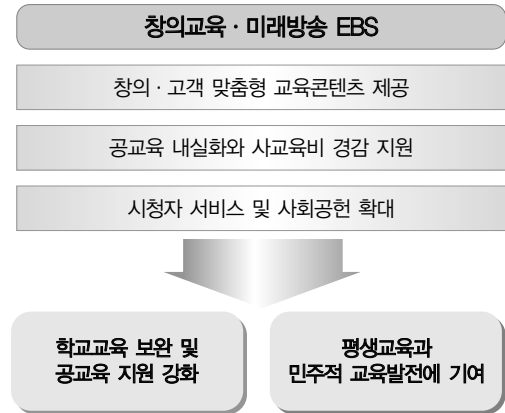 창의교육·미래방송 EBS
창의·고객 맞춤형 교육콘텐츠 제공
공교육 내실화와 사교육비 경감 지원
시청자 서비스 및 사회공헌 확대
학교교육 보완 및
공교육 지원 강화
평생교육과
민주적 교육발전에 기여